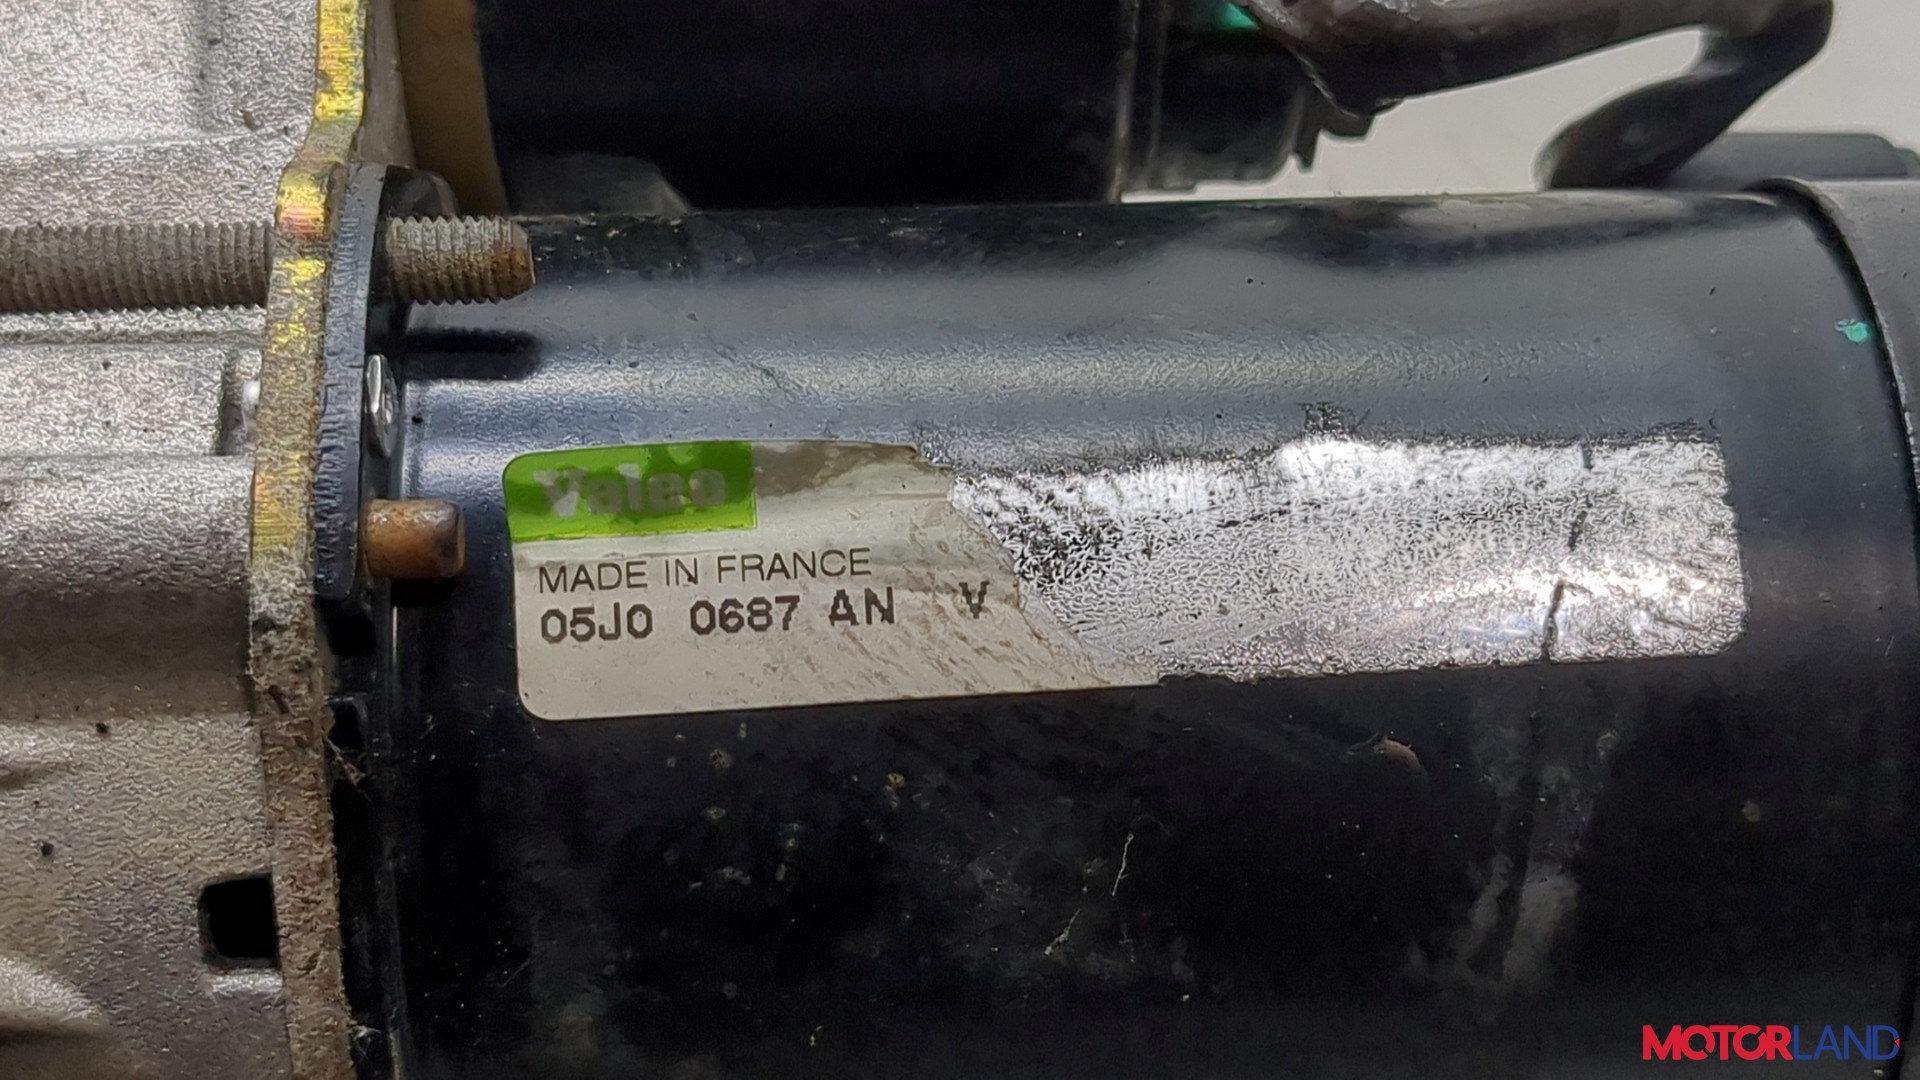 Valeo
MADE IN FRANCE
05J0 0687 AN V
MOTORLAND